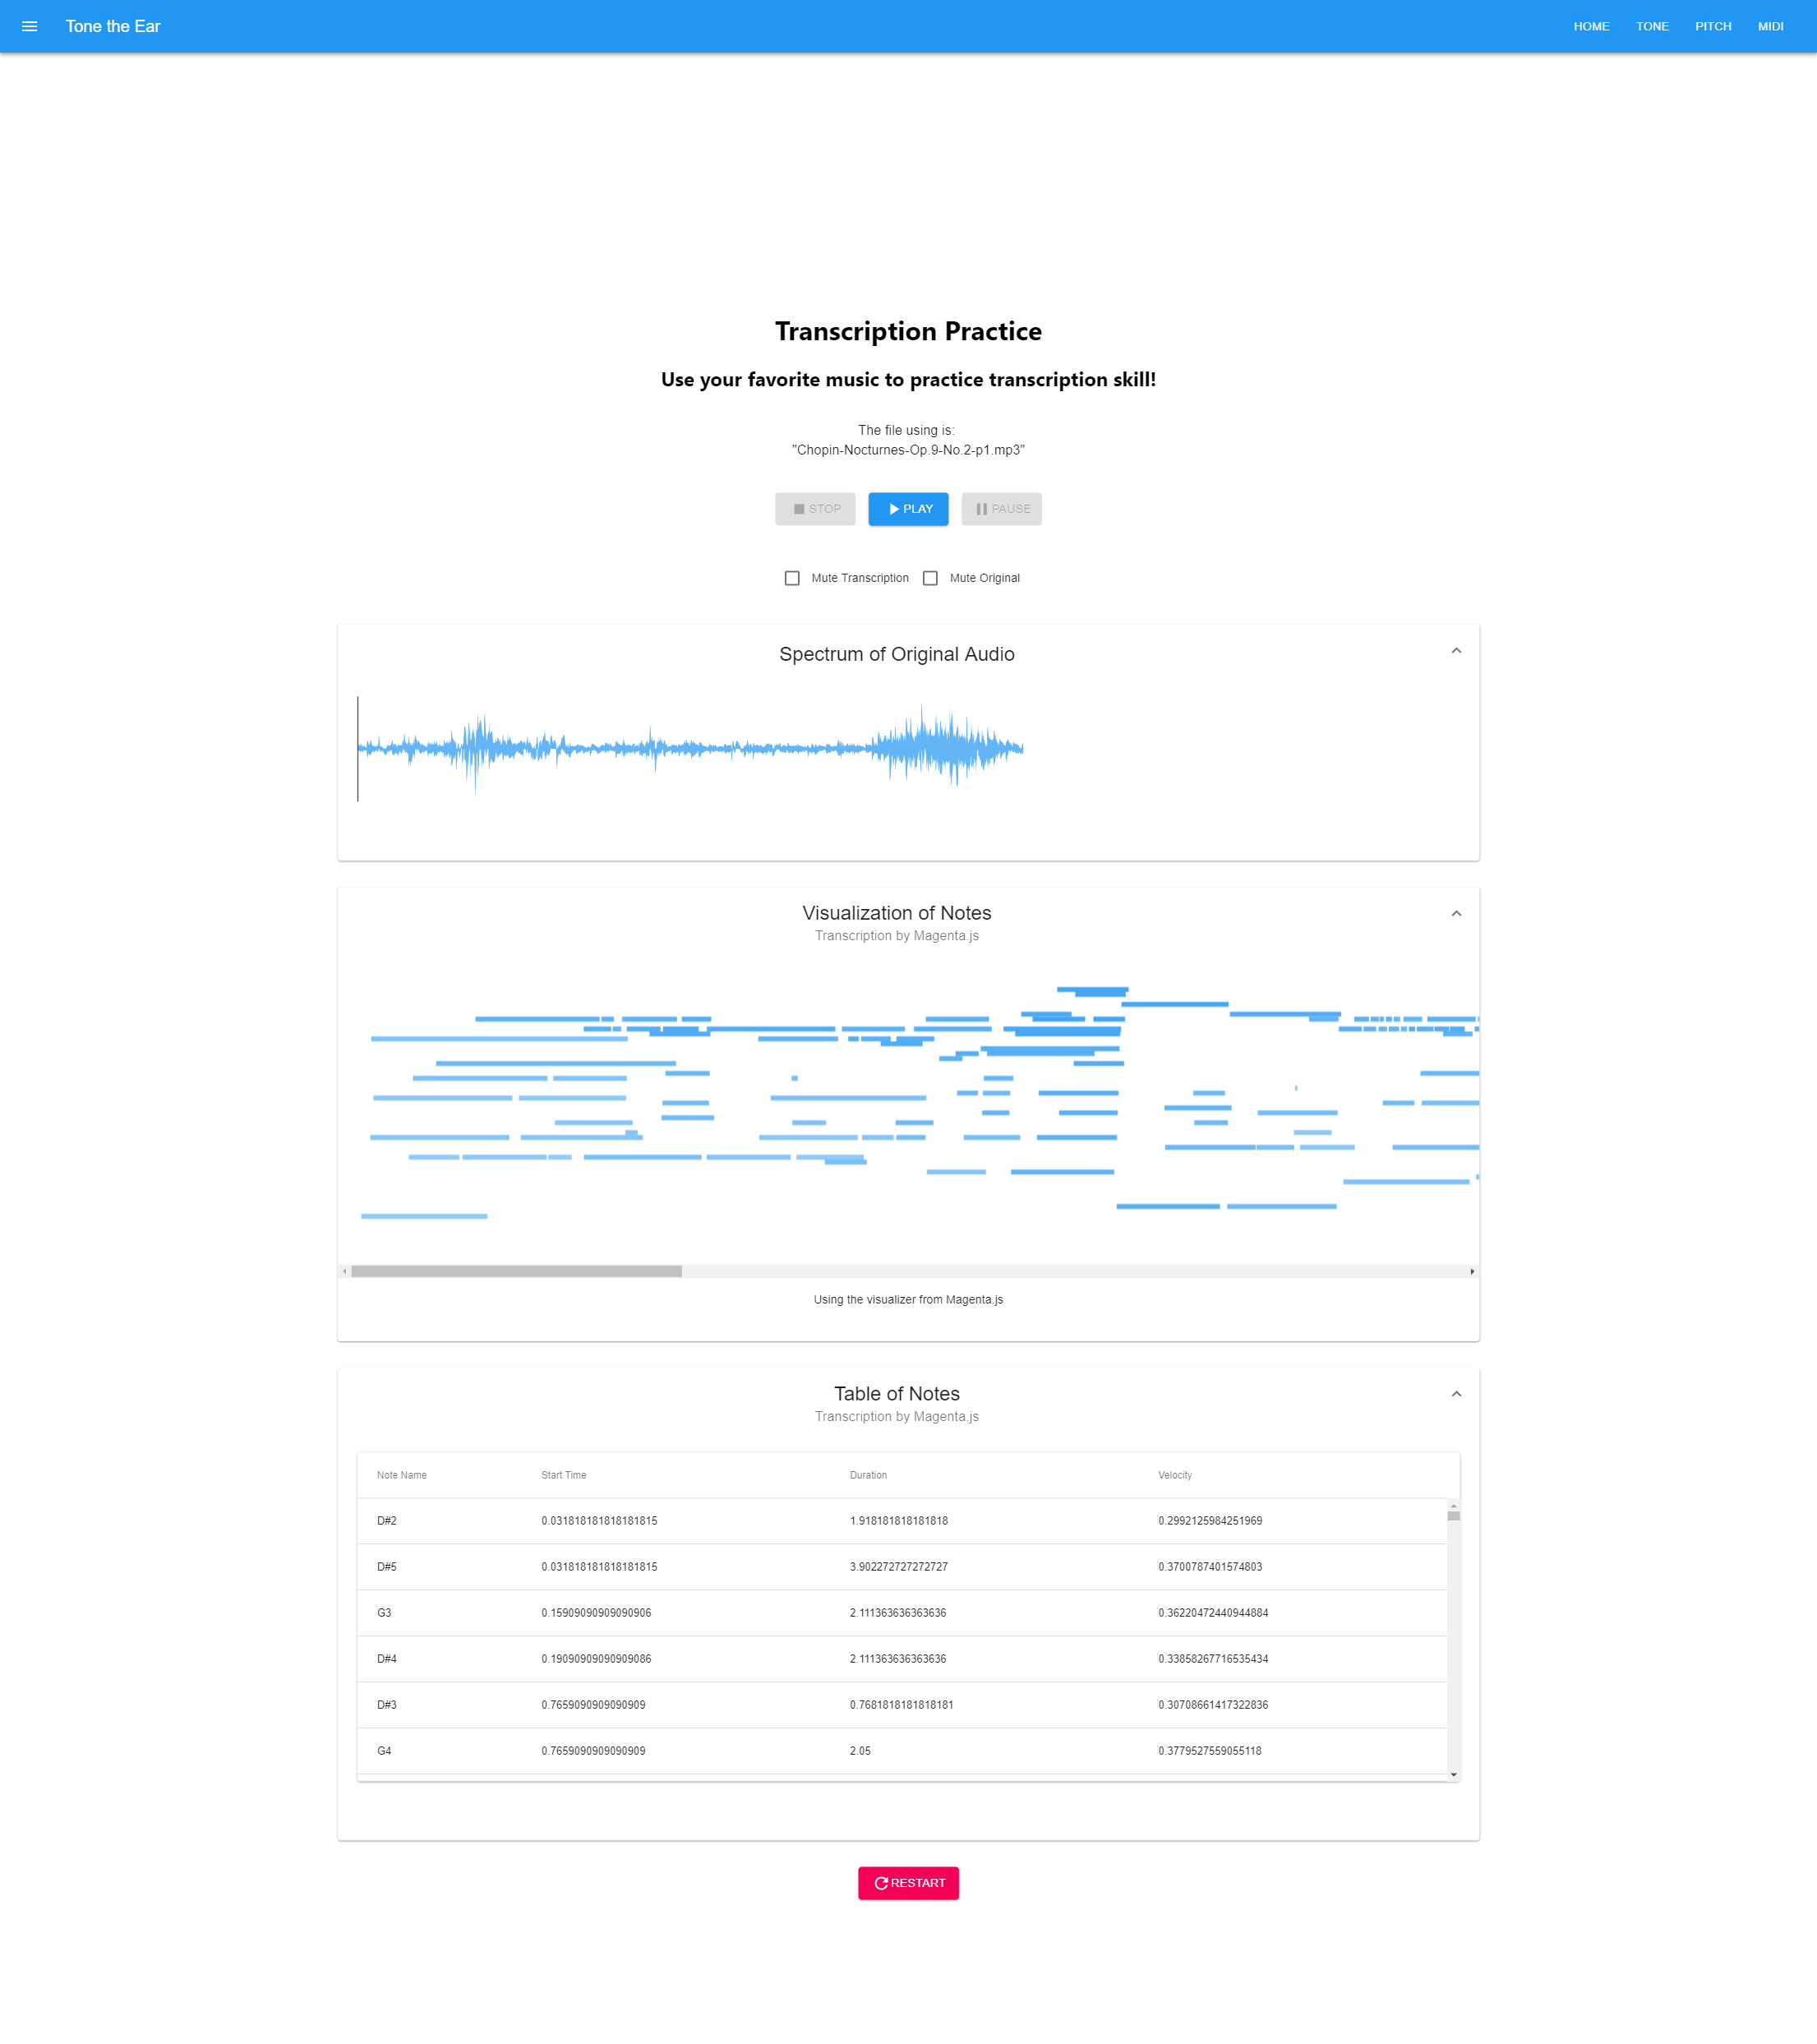 Tone the Ear
HOME TONE PITCH MIDI
Transcription Practice
Use your favorite music to practice transcription skill!
The file using is:
"Chopin-Nocturnes-Op.9-No.2-p1.mp3"
STOP PLAY PAUSE
Mute Transcription Mute Original
Spectrum of Original Audio
Visualization of Notes
Transcription by Magenta.js
Using the visualizer from Magenta.js
Table of Notes
Transcription by Magenta.js
Note Name Start Time Duration Velocity
D#2 0.031818181818181815 1.918181818181818 0.2992125984251969
D#5 0.031818181818181815 3.902272727272727 0.3700787401574803
G3 0.15909090909090906 2.111363636363636 0.36220472440944884
D#4 0.19090909090909086 2.111363636363636 0.33858267716535434
D#3 0.7659090909090909 0.7681818181818181 0.30708661417322836
G4 0.7659090909090909 2.05 0.3779527559055118
RESTART